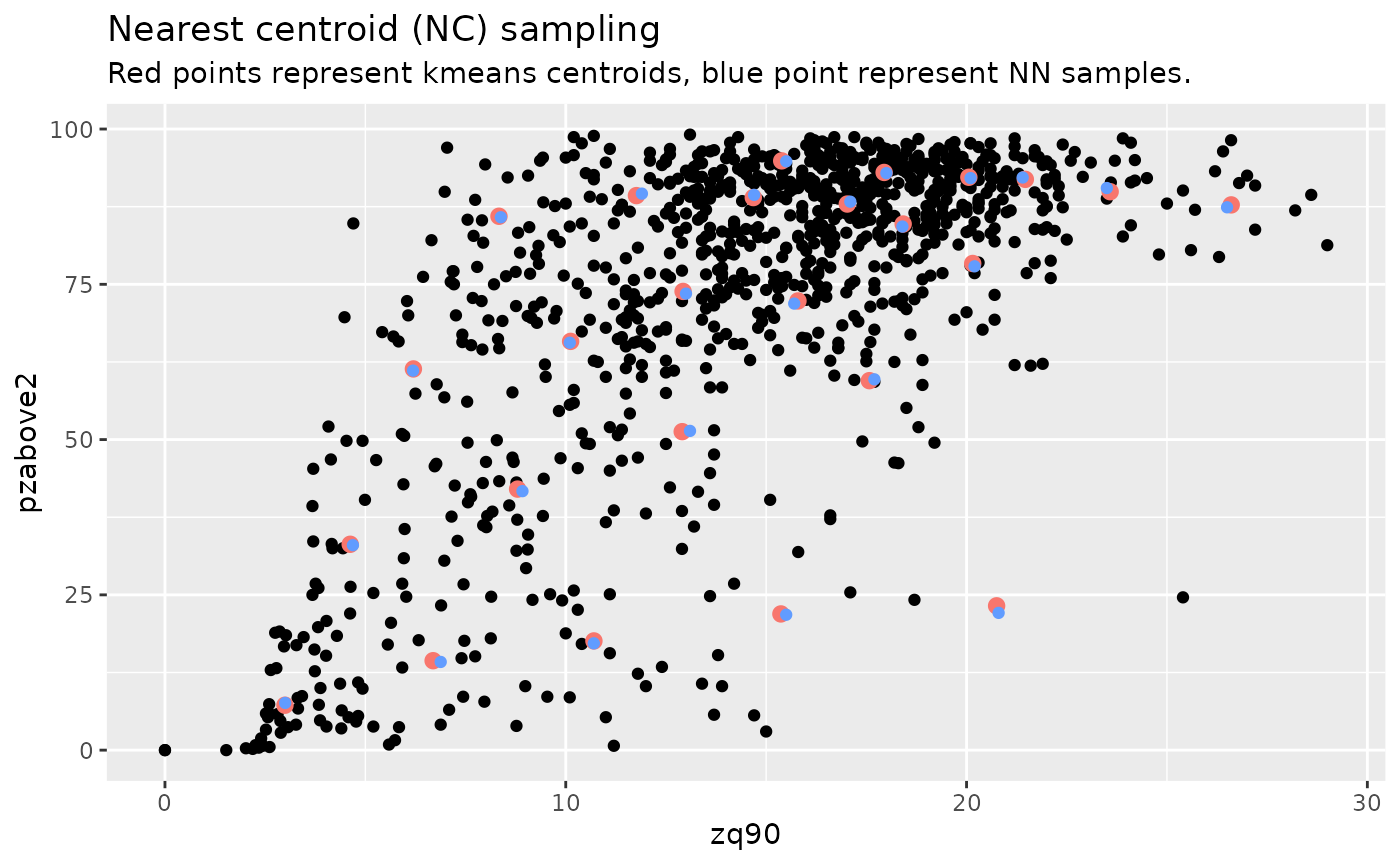 Nearest centroid (NC) sampling
Red points represent kmeans centroids, blue point represent NN samples.
100
75
50
25
0
pzabove2
0
10
20
30
zq90